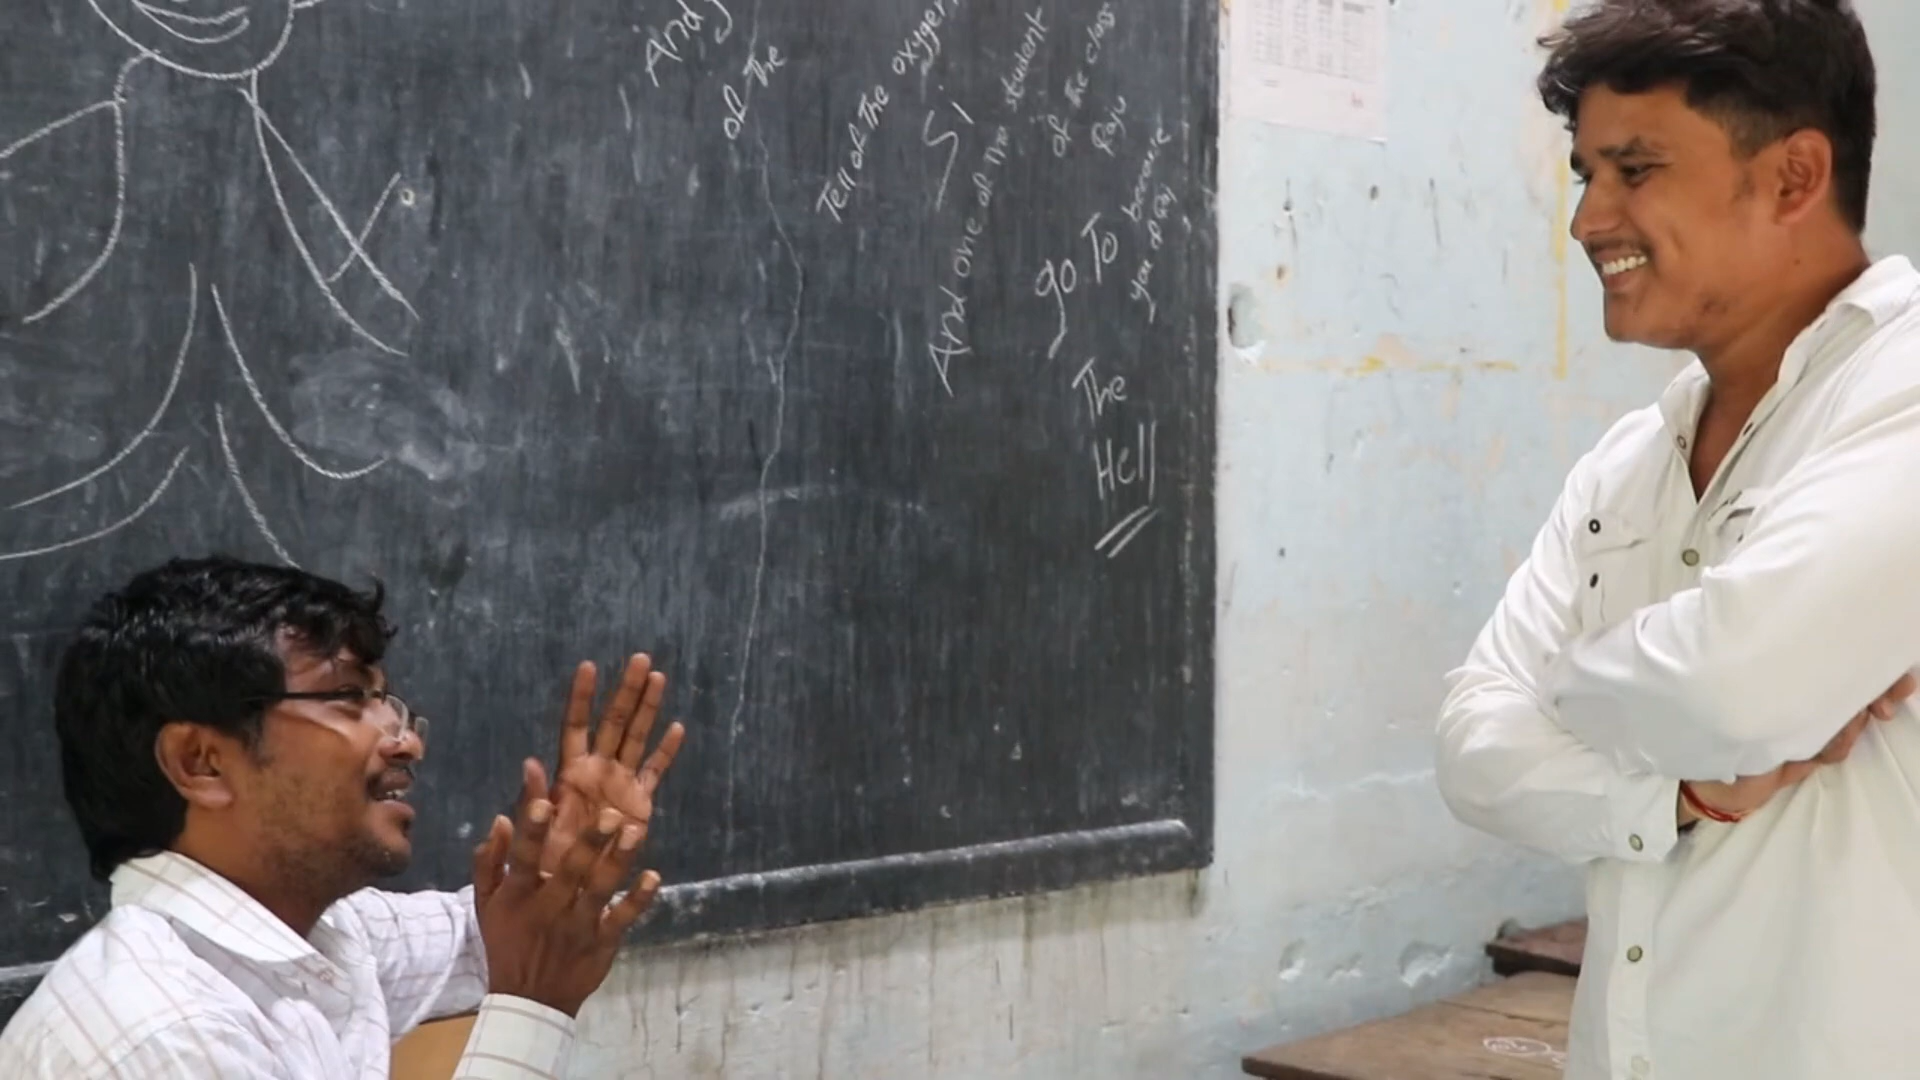 And
of the
Tell of the oxygen
Si
And one of the student
of the class
Raju
go To
become
you of Raj
The
Hell